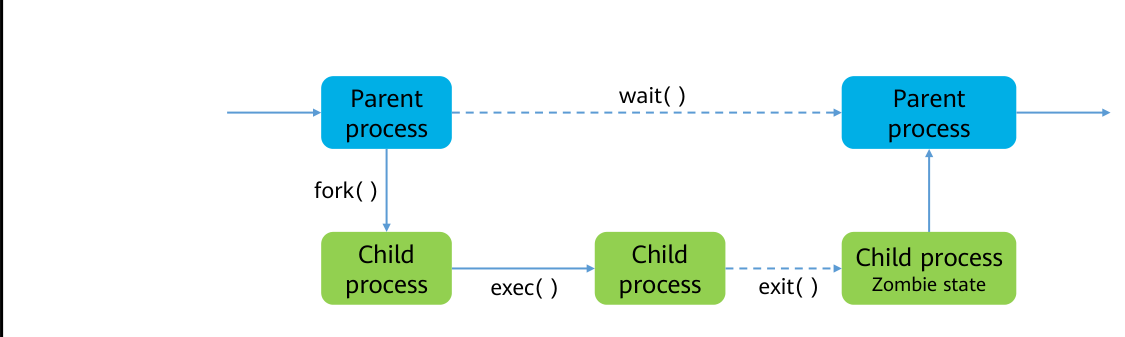 Parent
process
wait( )
Parent
process
fork( )
Child
process
exec( )
Child
process
exit( )
Child process
Zombie state